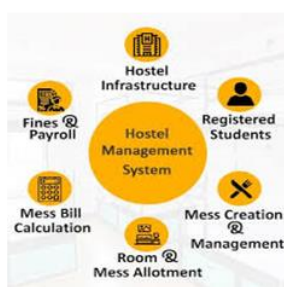 Hostel
Infrastructure
Fines &
Payroll
Registered
Students
Hostel
Management
System
Mess Bill
Calculation
Mess Creation
&
Management
Room &
Mess Allotment